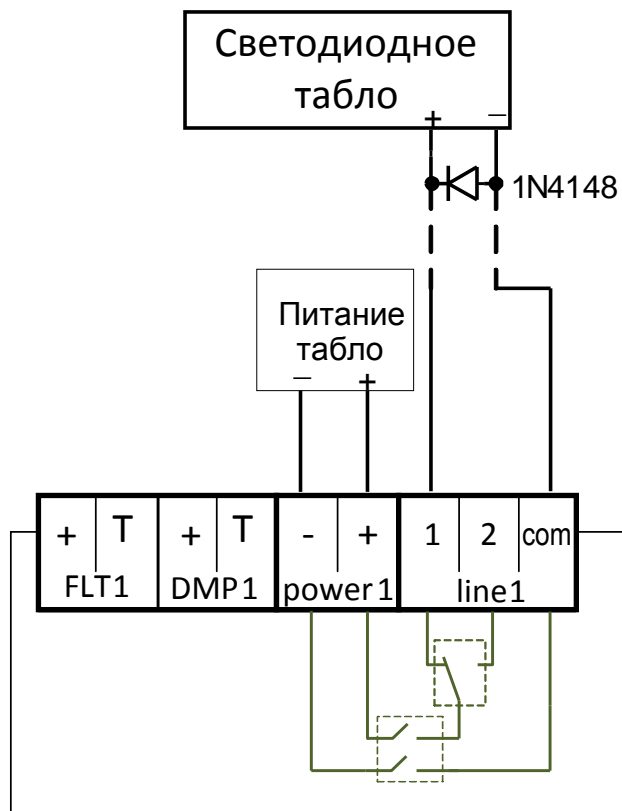 Светодиодное
табло
+ –
1N4148
Питание
табло
– +
+ T + T - + 1 2 com
FLT1 DMP1 power1 line1